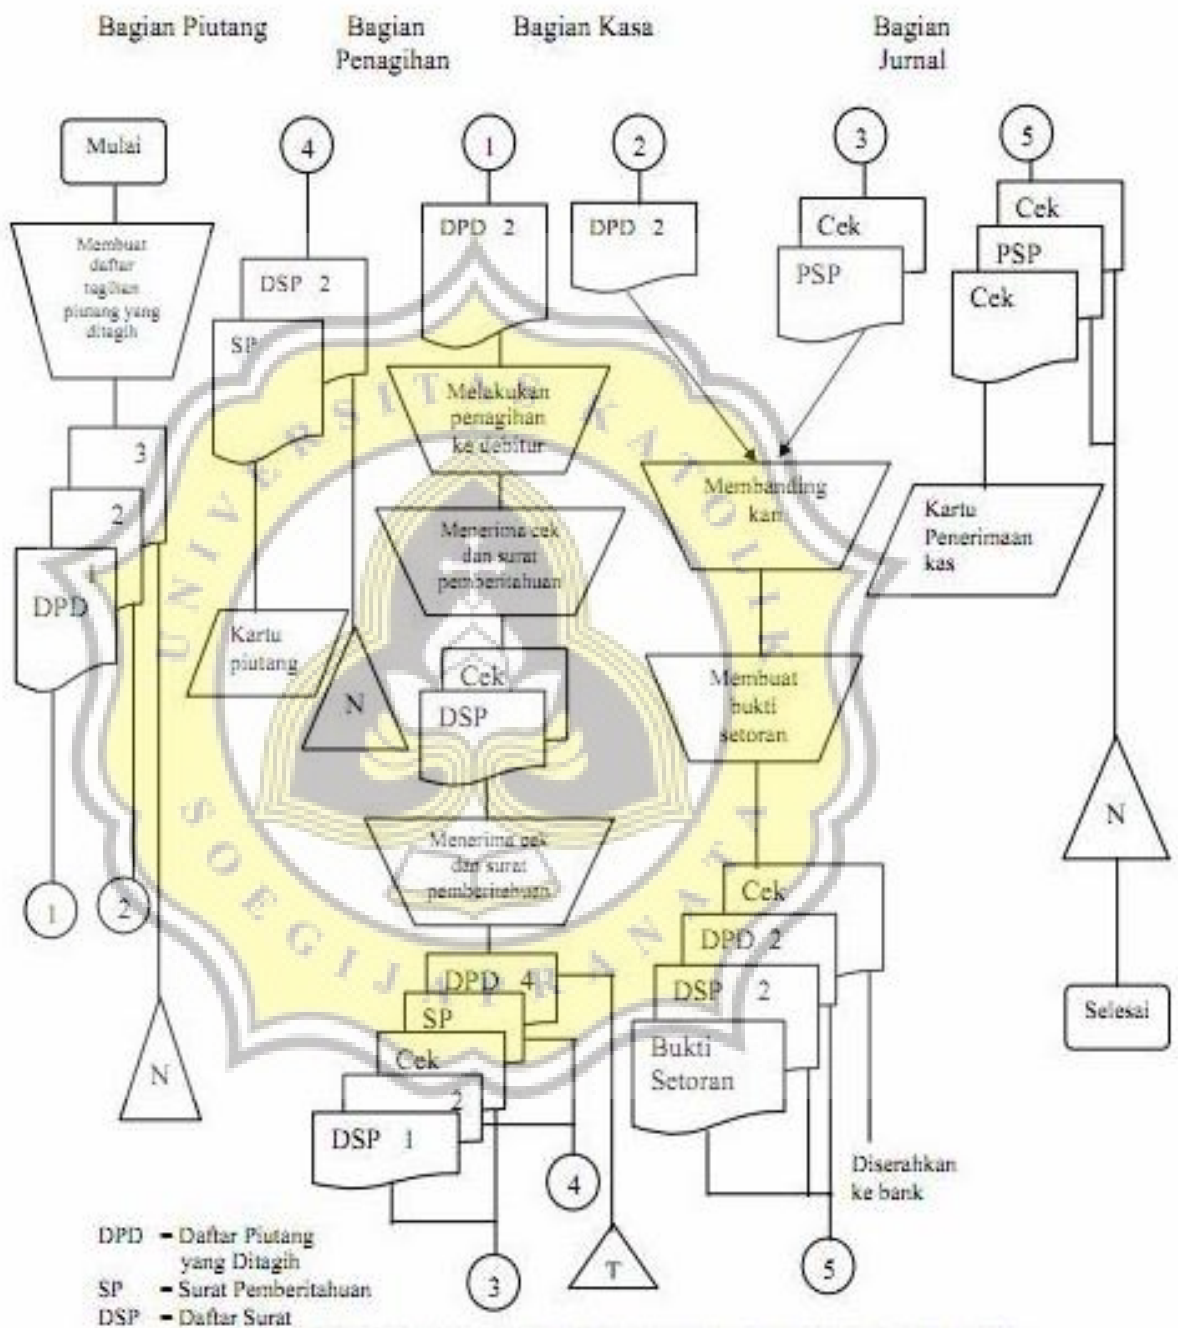 Bagian Piutang
Bagian
Penagihan
Bagian Kasa
Bagian
Jurnal
Mulai
4
1
2
3
5
Membuat
daftar
tagihan
piutang yang
ditagih
DSP 2
SP
DPD 2
DPD 2
Cek
PSP
Cek
PSP
Cek
Melakukan
penagihan
ke debitur
3
2
1
DPD
Membanding
kan
Menerima cek
dan surat
pemberitahuan
Kartu
Penerimaan
kas
Kartu
piutang
N
Cek
DSP
Membuat
bukti
setoran
Menerima cek
dan surat
pemberitahuan
N
1
2
Cek
DPD 2
DSP 2
Bukti
Setoran
DPD 4
SP
Cek
2
DSP 1
Selesai
N
4
Diserahkan
ke bank
3
T
5
DPD = Daftar Piutang
yang Ditagih
SP = Surat Pemberitahuan
DSP = Daftar Surat
UNIVERSITAS KATOLIK
SOEGIJAPRANATA